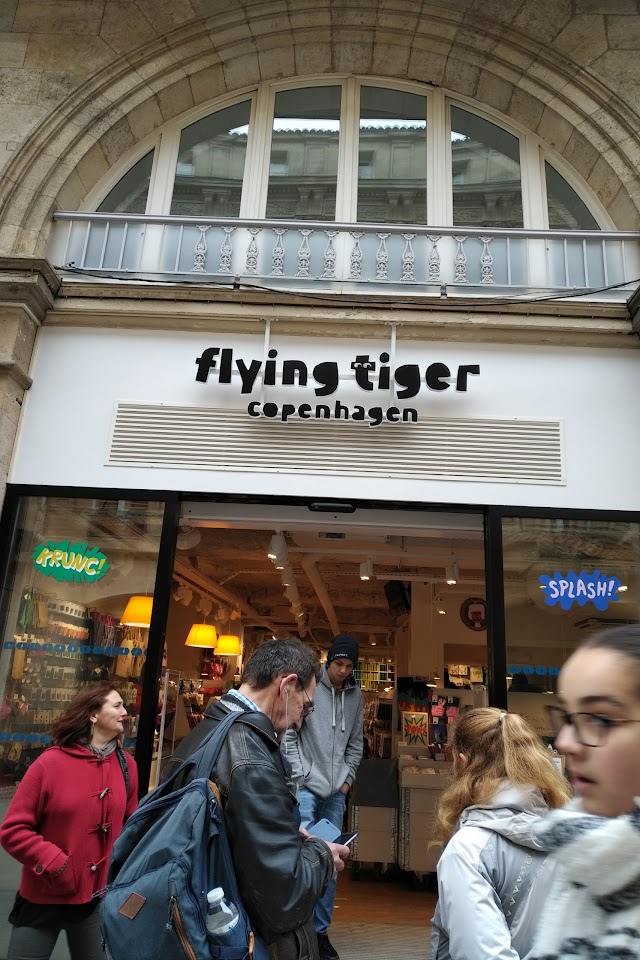 flying tiger
copenhagen
KRUNC!
SPLASH!